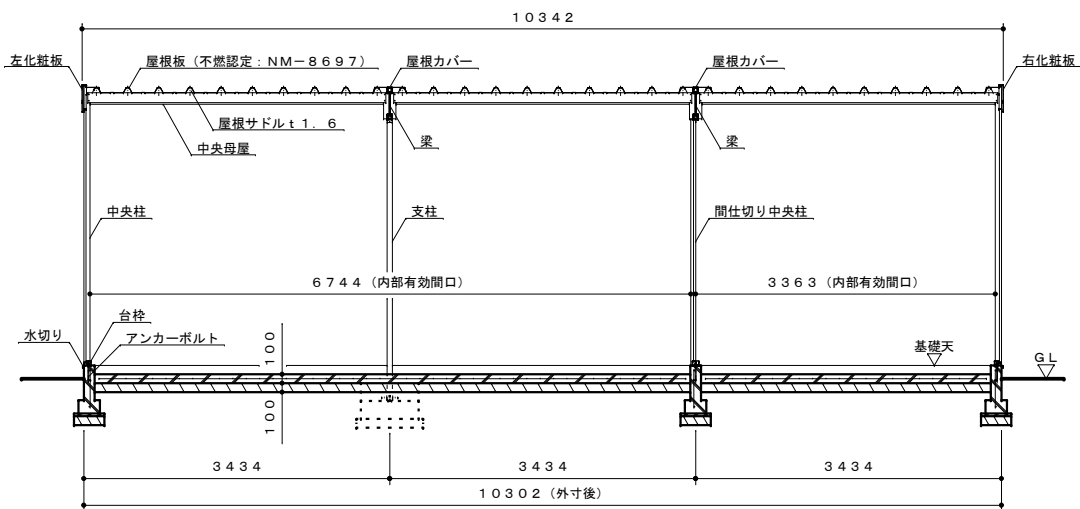 １０３４２
左化粧板
屋根板（不燃認定：ＮＭ－８６９７）
屋根カバー
屋根カバー
右化粧板
屋根サドルｔ１．６
中央母屋
梁
梁
中央柱
支柱
間仕切り中央柱
６７４４（内部有効間口）
３３６３（内部有効間口）
台枠
水切り
アンカーボルト
１００
基礎天
ＧＬ
１００
３４３４
３４３４
３４３４
１０３０２（外寸後）